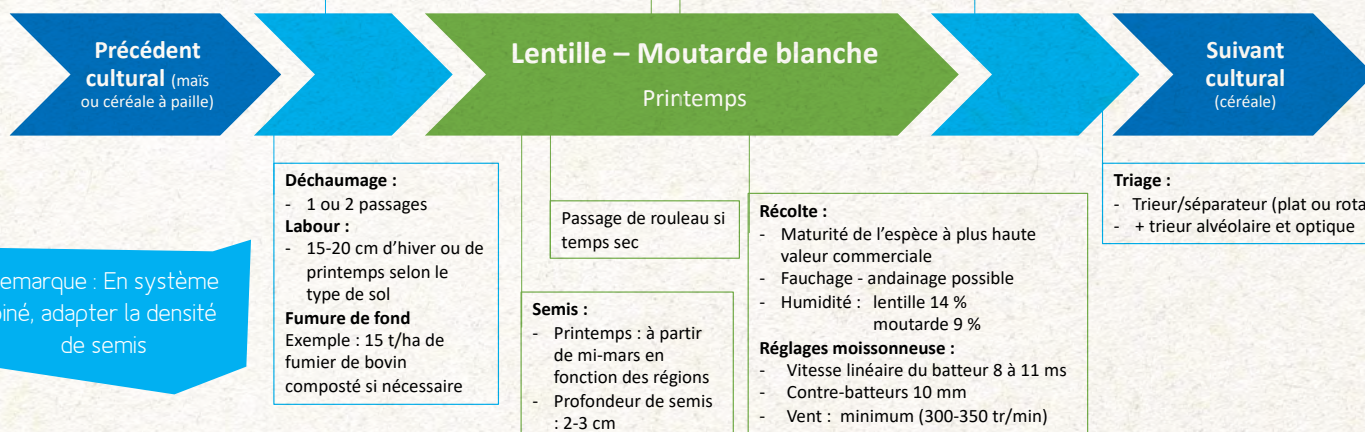 Précédent
cultural (maïs
ou céréale à paille)
Lentille – Moutarde blanche
Printemps
Suivant
cultural
(céréale)
Déchaumage :
- 1 ou 2 passages
Labour :
- 15-20 cm d'hiver ou de
printemps selon le
type de sol
Fumure de fond
Exemple : 15 t/ha de
fumier de bovin
composté si nécessaire
Passage de rouleau si
temps sec
Semis :
- Printemps : à partir
de mi-mars en
fonction des régions
- Profondeur de semis
: 2-3 cm
Récolte :
- Maturité de l'espèce à plus haute
valeur commerciale
- Fauchage - andainage possible
- Humidité : lentille 14 %
moutarde 9 %
Réglages moissonneuse :
- Vitesse linéaire du batteur 8 à 11 ms
- Contre-batteurs 10 mm
- Vent : minimum (300-350 tr/min)
Triage :
- Trieur/séparateur (plat ou rota
- + trieur alvéolaire et optique
emarque : En système
biné, adapter la densité
de semis